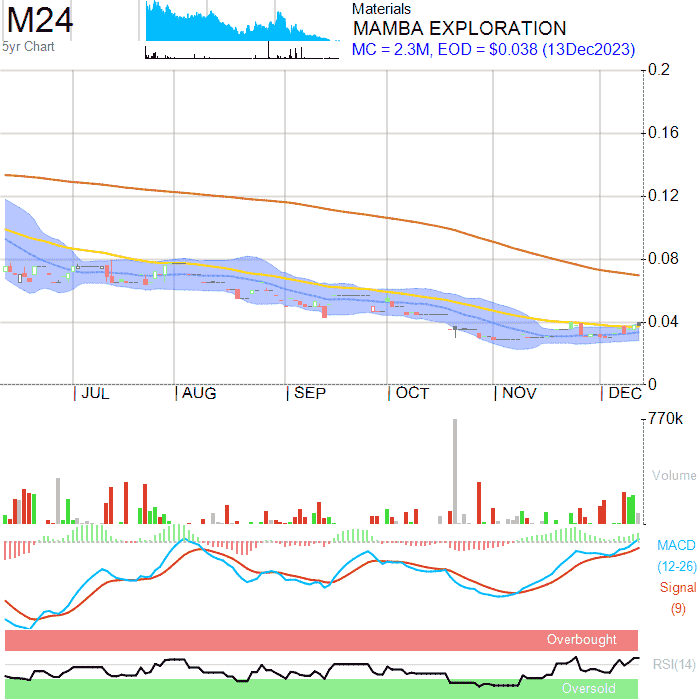 M24
5yr Chart
Materials
MAMBA EXPLORATION
MC = 2.3M, EOD = $0.038 (13Dec2023)
0.2
0.16
0.12
0.08
0.04
0
JUL AUG SEP OCT NOV DEC
770k
Volume
MACD
(12-26)
Signal
(9)
Overbought
RSI(14)
Oversold